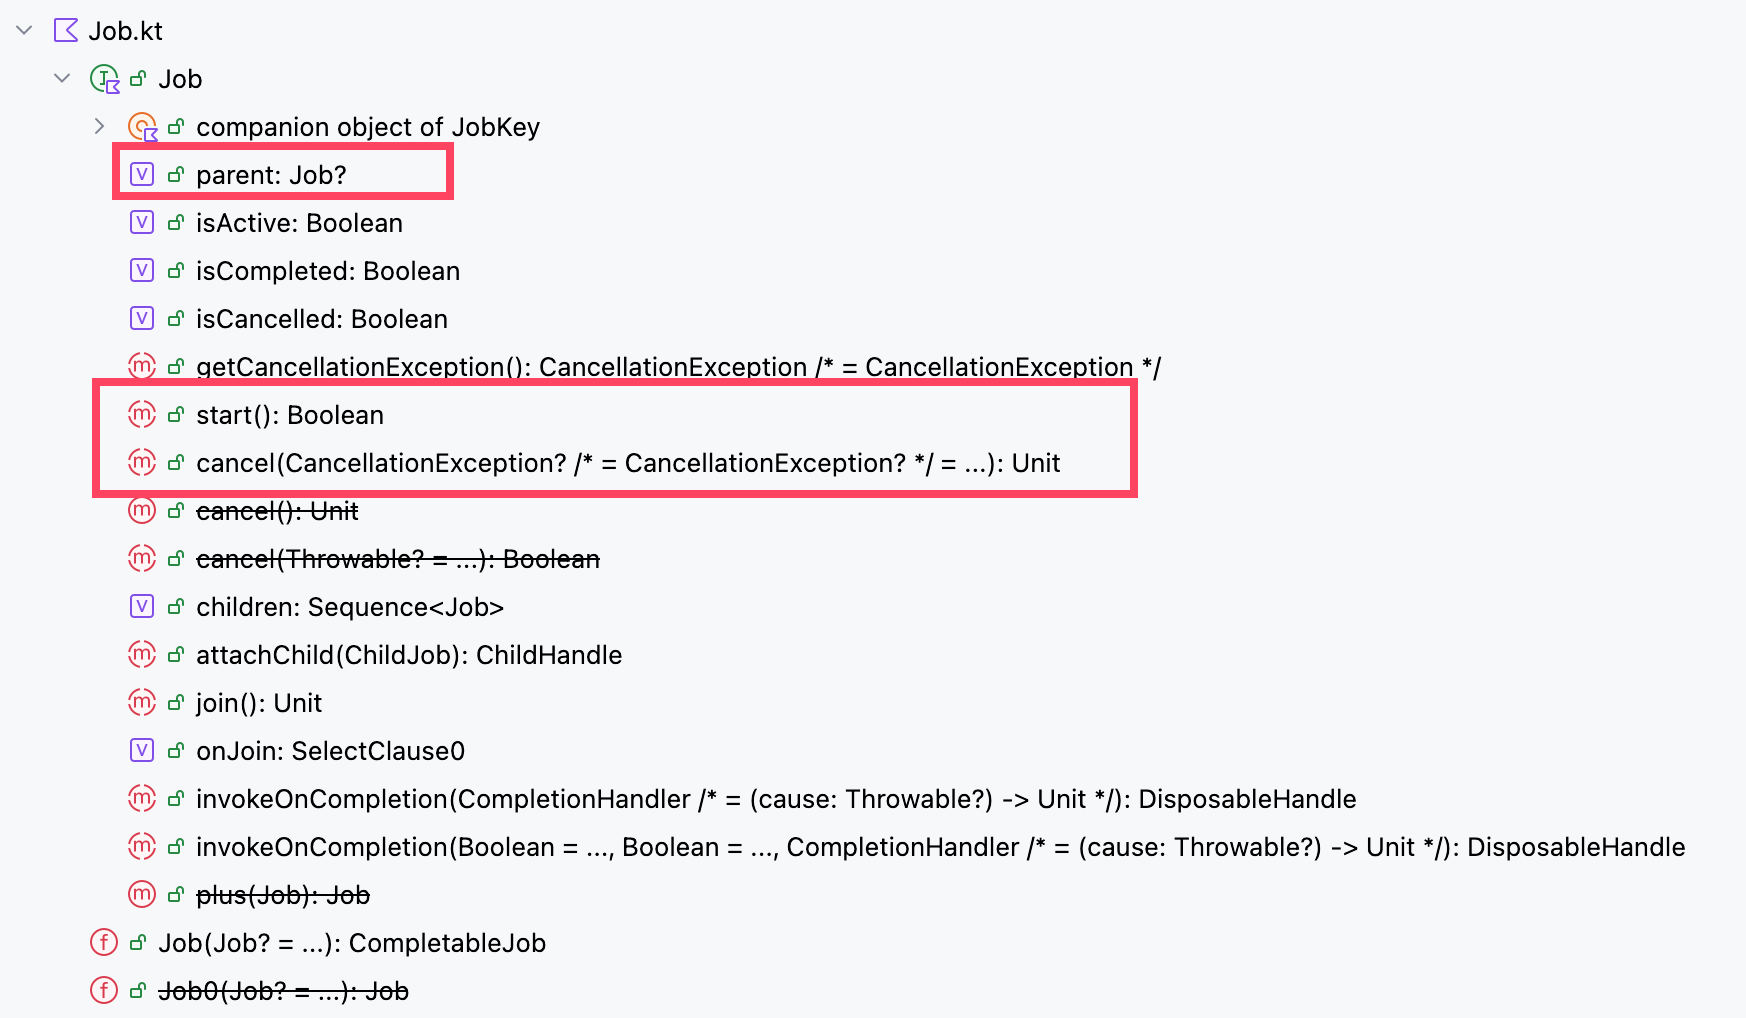 Job.kt
Job
companion object of JobKey
parent: Job?
isActive: Boolean
isCompleted: Boolean
isCancelled: Boolean
getCancellationException(): CancellationException /* = CancellationException */
start(): Boolean
cancel(CancellationException? /* = CancellationException? */ = ...): Unit
cancel(): Unit
cancel(Throwable? = ...): Boolean
children: Sequence<Job>
attachChild(ChildJob): ChildHandle
join(): Unit
onJoin: SelectClause0
invokeOnCompletion(CompletionHandler /* = (cause: Throwable?) -> Unit */): DisposableHandle
invokeOnCompletion(Boolean = ..., Boolean = ..., CompletionHandler /* = (cause: Throwable?) -> Unit */): DisposableHandle
plus(Job): Job
Job(Job? = ...): CompletableJob
Job0(Job? = ...): Job